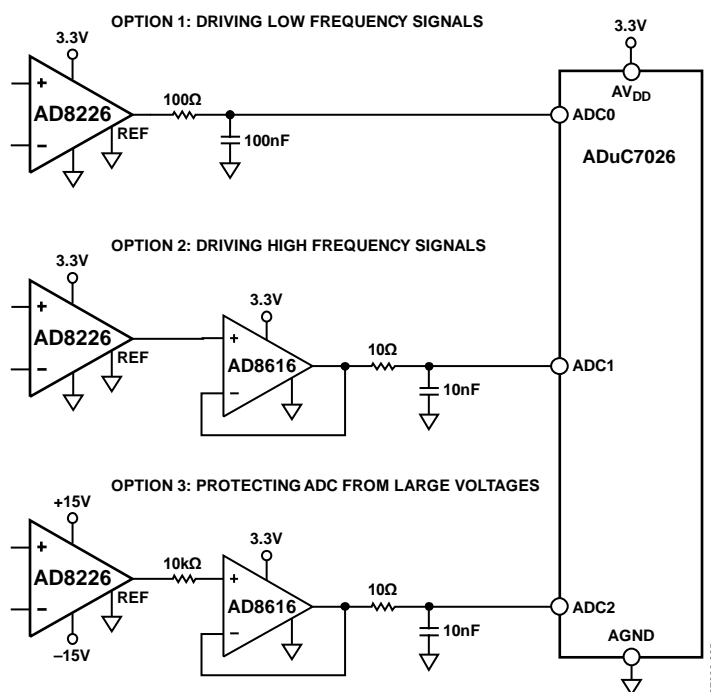 OPTION 1: DRIVING LOW FREQUENCY SIGNALS
3.3V
+
AD8226
−
REF
100Ω
100nF
3.3V
AVDD
ADC0
ADuC7026
OPTION 2: DRIVING HIGH FREQUENCY SIGNALS
3.3V
+
AD8226
−
REF
3.3V
+
AD8616
−
10Ω
10nF
ADC1
OPTION 3: PROTECTING ADC FROM LARGE VOLTAGES
+15V
+
AD8226
−
REF
−15V
10kΩ
3.3V
+
AD8616
−
10Ω
10nF
ADC2
AGND